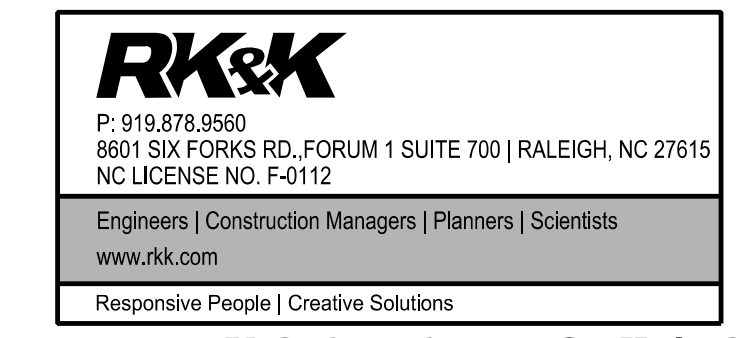 RK&K
P: 919.878.9560
8601 SIX FORKS RD.,FORUM 1 SUITE 700 | RALEIGH, NC 27615
NC LICENSE NO. F-0112
Engineers | Construction Managers | Planners | Scientists
www.rkk.com
Responsive People | Creative Solutions